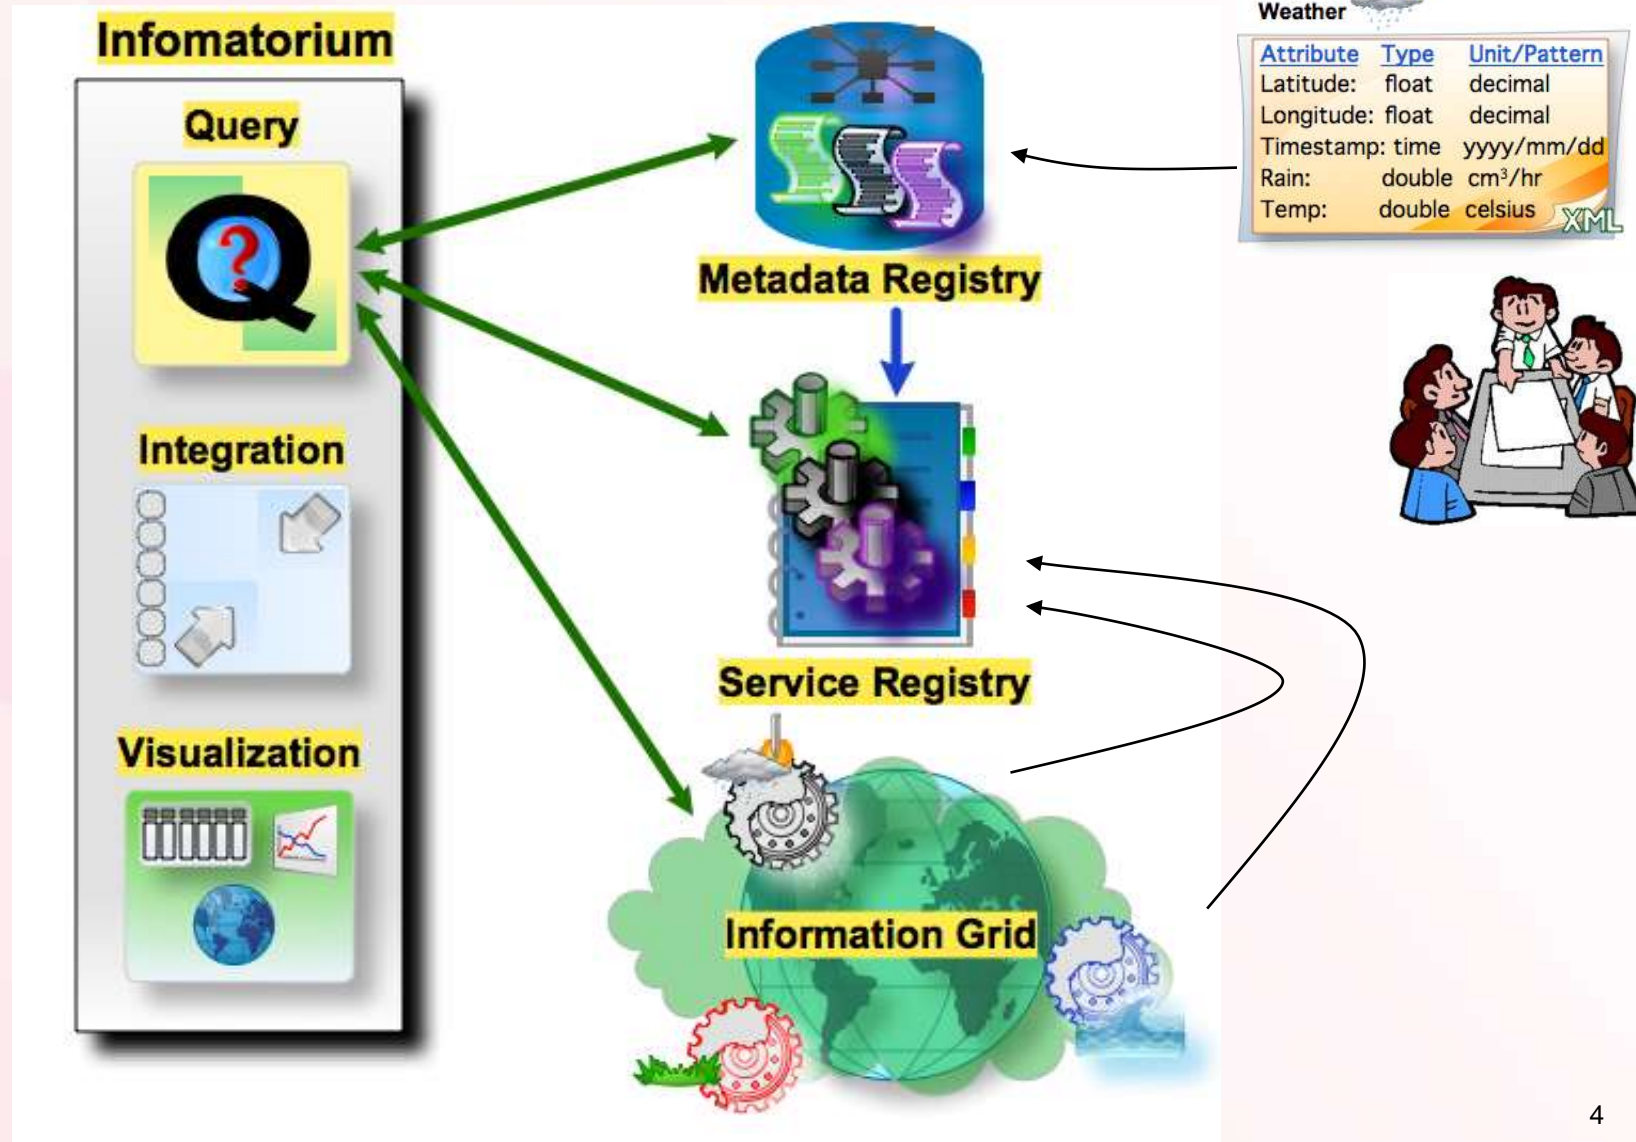 Infomatorium
Query
Integration
Visualization
Metadata Registry
Service Registry
Information Grid
Weather
Attribute Type Unit/Pattern
Latitude: float decimal
Longitude: float decimal
Timestamp: time yyyy/mm/dd
Rain: double cm³/hr
Temp: double celsius
XML
4